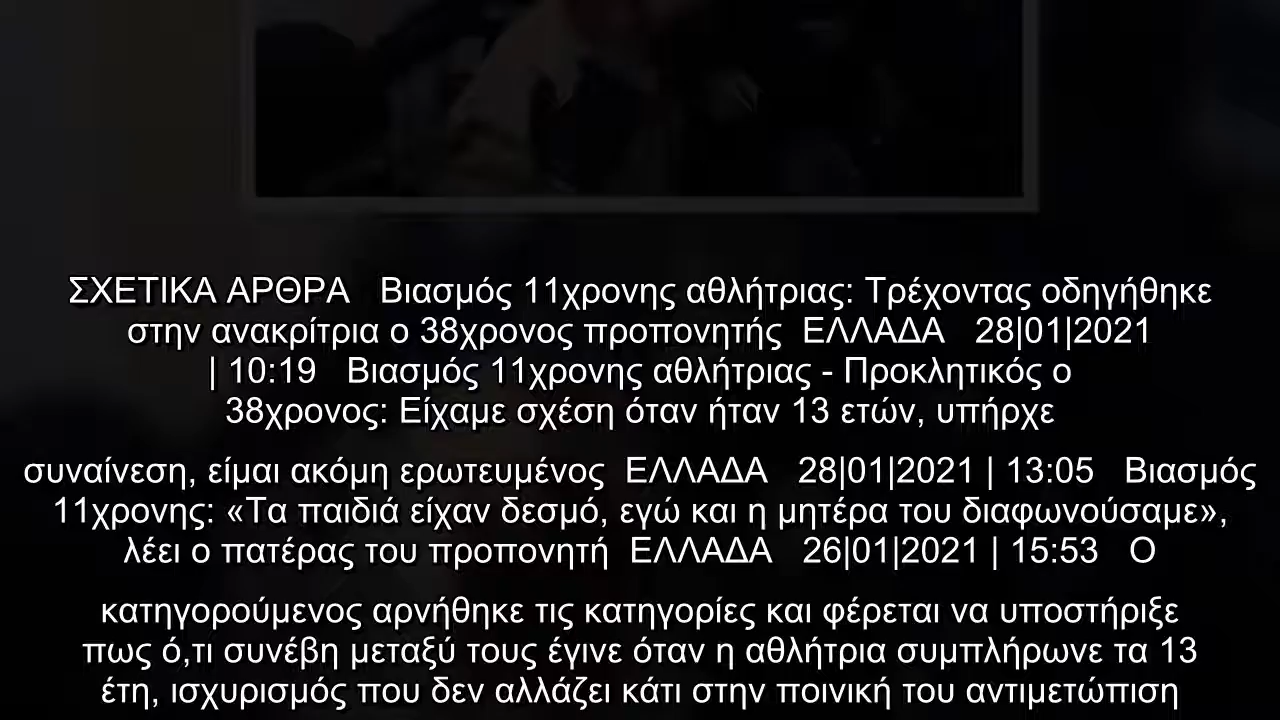 ΣΧΕΤΙΚΑ ΑΡΘΡΑ   Βιασμός 11χρονης αθλήτριας: Τρέχοντας οδηγήθηκε
στην ανακρίτρια ο 38χρονος προπονητής  ΕΛΛΑΔΑ   28|01|2021
| 10:19   Βιασμός 11χρονης αθλήτριας - Προκλητικός ο
38χρονος: Είχαμε σχέση όταν ήταν 13 ετών, υπήρχε
συναίνεση, είμαι ακόμη ερωτευμένος  ΕΛΛΑΔΑ   28|01|2021 | 13:05   Βιασμός
11χρονης: «Τα παιδιά είχαν δεσμό, εγώ και η μητέρα του διαφωνούσαμε»,
λέει ο πατέρας του προπονητή  ΕΛΛΑΔΑ   26|01|2021 | 15:53   Ο
κατηγορούμενος αρνήθηκε τις κατηγορίες και φέρεται να υποστήριξε
πως ό,τι συνέβη μεταξύ τους έγινε όταν η αθλήτρια συμπλήρωνε τα 13
έτη, ισχυρισμός που δεν αλλάζει κάτι στην ποινική του αντιμετώπιση